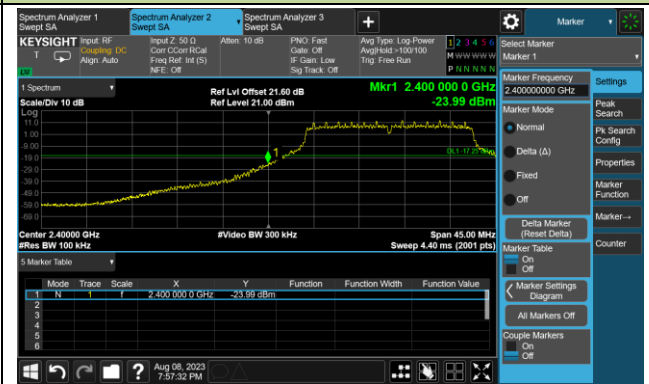 Spectrum Analyzer 1
Swept SA
Spectrum Analyzer 2
Swept SA
Spectrum Analyzer 3
Swept SA
+
Marker
KEYSIGHT
Input: RF
Coupling: DC
Align: Auto
Input Z: 50 Ω
Corr CCorr RCal
Freq Ref: Int (S)
NFE: Off
Atten: 10 dB
PNO: Fast
Gate: Off
IF Gain: Low
Sig Track: Off
Avg Type: Log-Power
Avg|Hold:>100/100
Trig: Free Run
1 2 3 4 5 6
M W W W W W
P N N N N N
Select Marker
Marker 1
1 Spectrum
Scale/Div 10 dB
Log
Ref Lvl Offset 21.60 dB
Ref Level 21.00 dBm
Mkr1 2.400 000 0 GHz
-23.99 dBm
11.0
1.00
-9.00
-19.0
-29.0
-39.0
-49.0
-59.0
-69.0
1
Center 2.40000 GHz
#Res BW 100 kHz
#Video BW 300 kHz
Span 45.00 MHz
Sweep 4.40 ms (2001 pts)
5 Marker Table
Mode Trace Scale X Y Function Function Width Function Value
1 N 1 f 2.400 000 0 GHz -23.99 dBm
2
3
4
5
6
Marker Frequency
2.400000000 GHz
Marker Mode
Normal
Delta (Δ)
Fixed
Off
Delta Marker
(Reset Delta)
Marker Table
On
Off
Marker Settings
Diagram
All Markers Off
Couple Markers
On
Off
Settings
Peak
Search
Pk Search
Config
Properties
Marker
Function
Marker→
Counter
?
Aug 08, 2023
7:57:32 PM